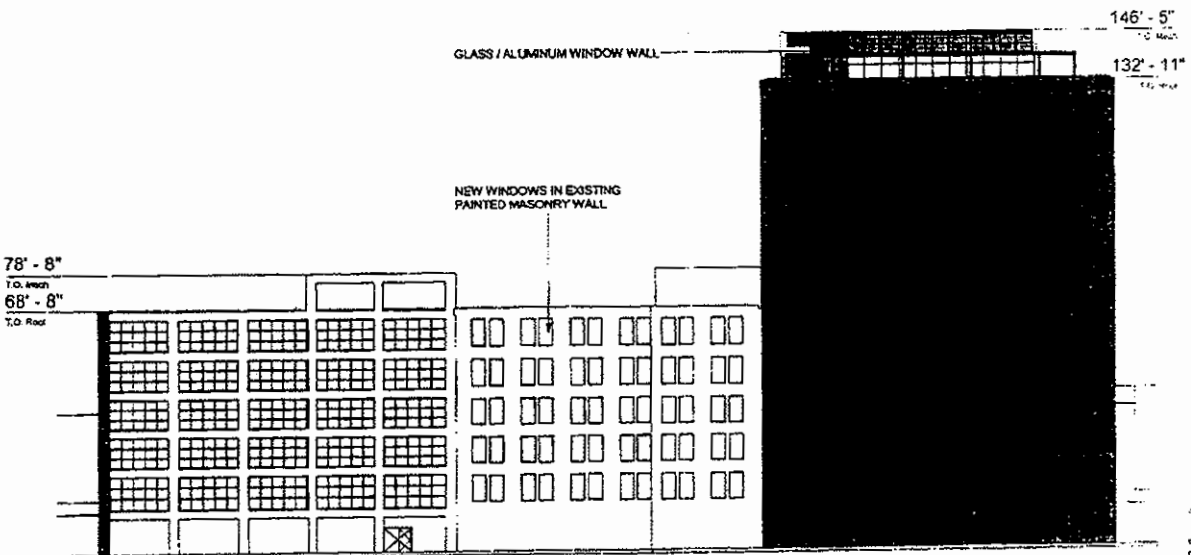 146' - 5"
T.O. Mech
GLASS / ALUMINUM WINDOW WALL
132' - 11"
NEW WINDOWS IN EXISTING
PAINTED MASONRY WALL
78' - 8"
T.O. Mech
68' - 8"
T.O. Roof